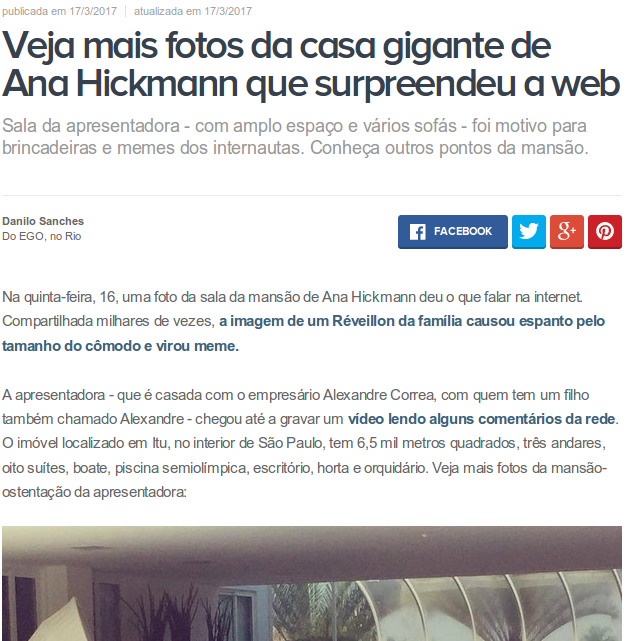 publicada em 17/3/2017 atualizada em 17/3/2017
Veja mais fotos da casa gigante de
Ana Hickmann que surpreendeu a web
Sala da apresentadora - com amplo espaço e vários sofás - foi motivo para
brincadeiras e memes dos internautas. Conheça outros pontos da mansão.
Danilo Sanches
Do EGO, no Rio
FACEBOOK
Na quinta-feira, 16, uma foto da sala da mansão de Ana Hickmann deu o que falar na internet.
Compartilhada milhares de vezes, a imagem de um Réveillon da família causou espanto pelo
tamanho do cômodo e virou meme.
A apresentadora - que é casada com o empresário Alexandre Correa, com quem tem um filho
também chamado Alexandre - chegou até a gravar um vídeo lendo alguns comentários da rede.
O imóvel localizado em Itu, no interior de São Paulo, tem 6,5 mil metros quadrados, três andares,
oito suítes, boate, piscina semiolímpica, escritório, horta e orquidário. Veja mais fotos da mansão-
ostentação da apresentadora: